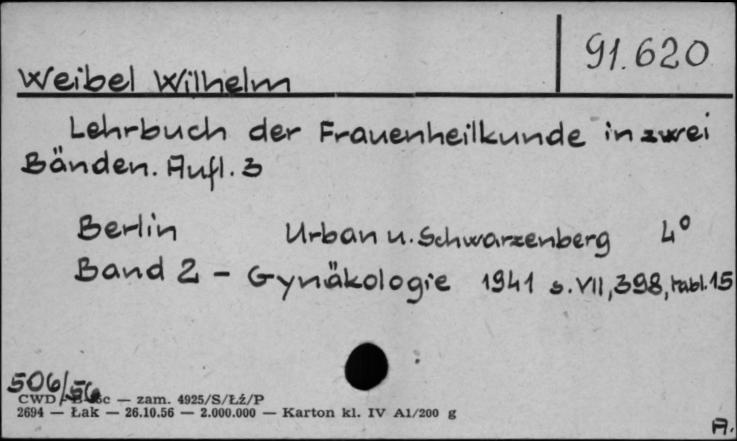 91.620
Weibel Wilhelm
Lehrbuch der Frauenheilkunde in zwei
Bänden. Aufl. 3
Berlin Urban u. Schwarzenberg 4°
Band 2 - Gynäkologie 1941 s. VII, 398, tabl. 15
506/56
CWD — zam. 4925/S/Łź/P
2694 — Łak — 26.10.56 — 2.000.000 — Karton kl. IV A1/200 g
A.